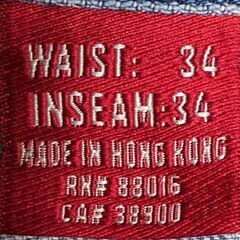 WAIST: 34
INSEAM:34
MADE IN HONG KONG
RN# 88016
CA# 38900